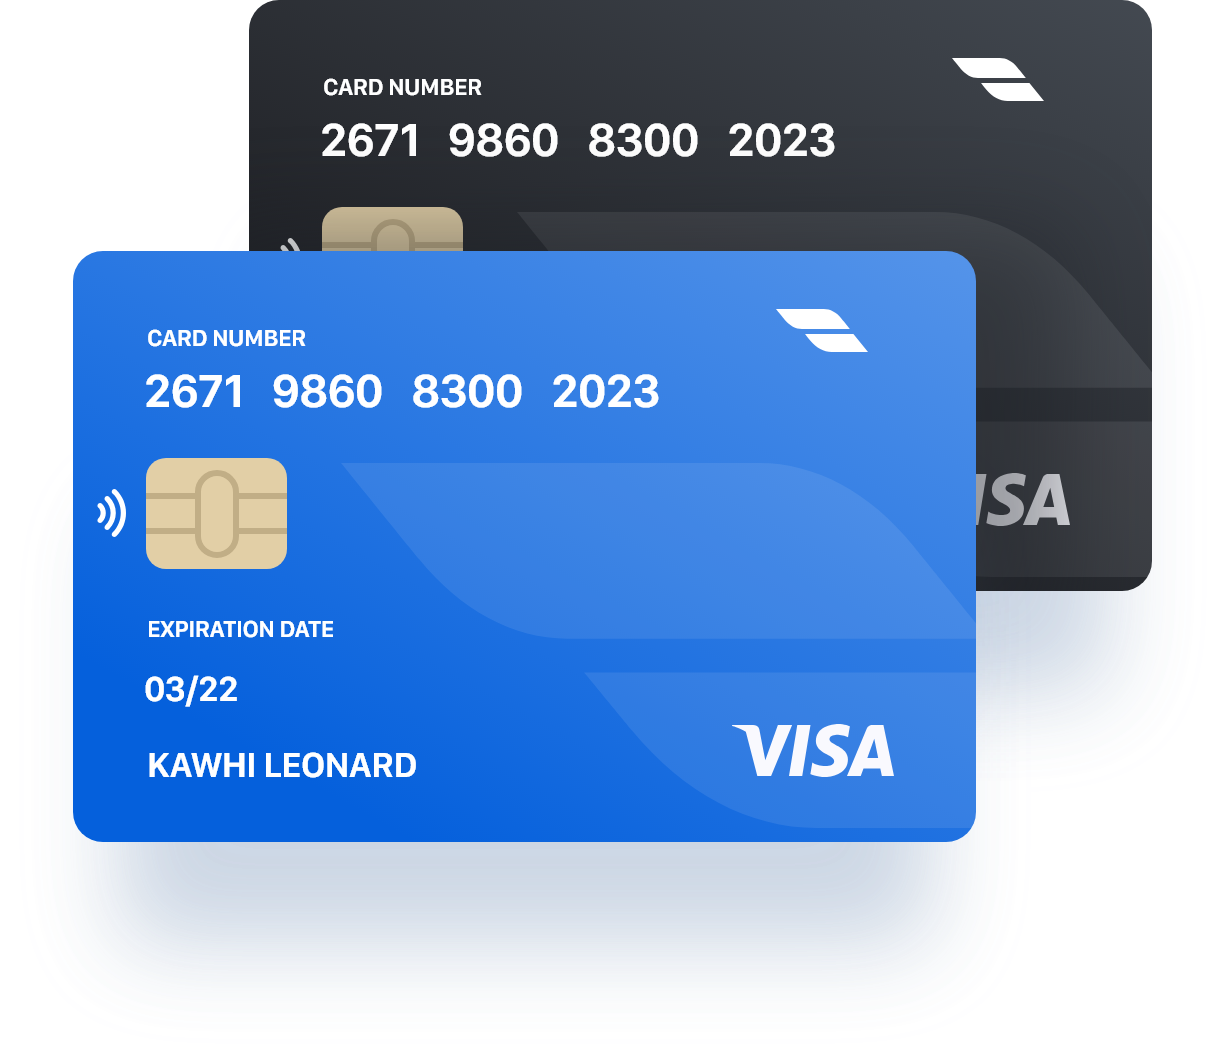 CARD NUMBER
2671 9860 8300 2023
CARD NUMBER
2671 9860 8300 2023
ISA
EXPIRATION DATE
03/22
KAWHI LEONARD
VISA